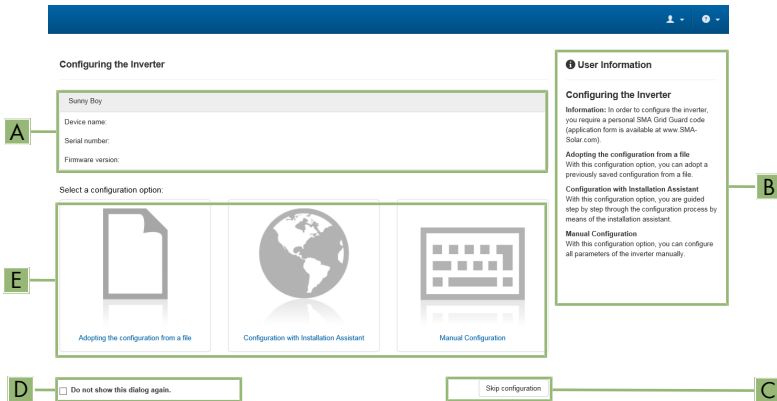 Configuring the Inverter
Sunny Boy
Device name:
Serial number:
Firmware version:
A
Select a configuration option:
E
Adopting the configuration from a file
Configuration with Installation Assistant
Manual Configuration
D
Do not show this dialog again.
Skip configuration
C
User Information
Configuring the Inverter
Information: In order to configure the inverter,
you require a personal SMA Grid Guard code
(application form is available at www.SMA-
Solar.com).
Adopting the configuration from a file
With this configuration option, you can adopt a
previously saved configuration from a file.
Configuration with Installation Assistant
With this configuration option, you are guided
step by step through the configuration process by
means of the installation assistant.
Manual Configuration
With this configuration option, you can configure
all parameters of the inverter manually.
B